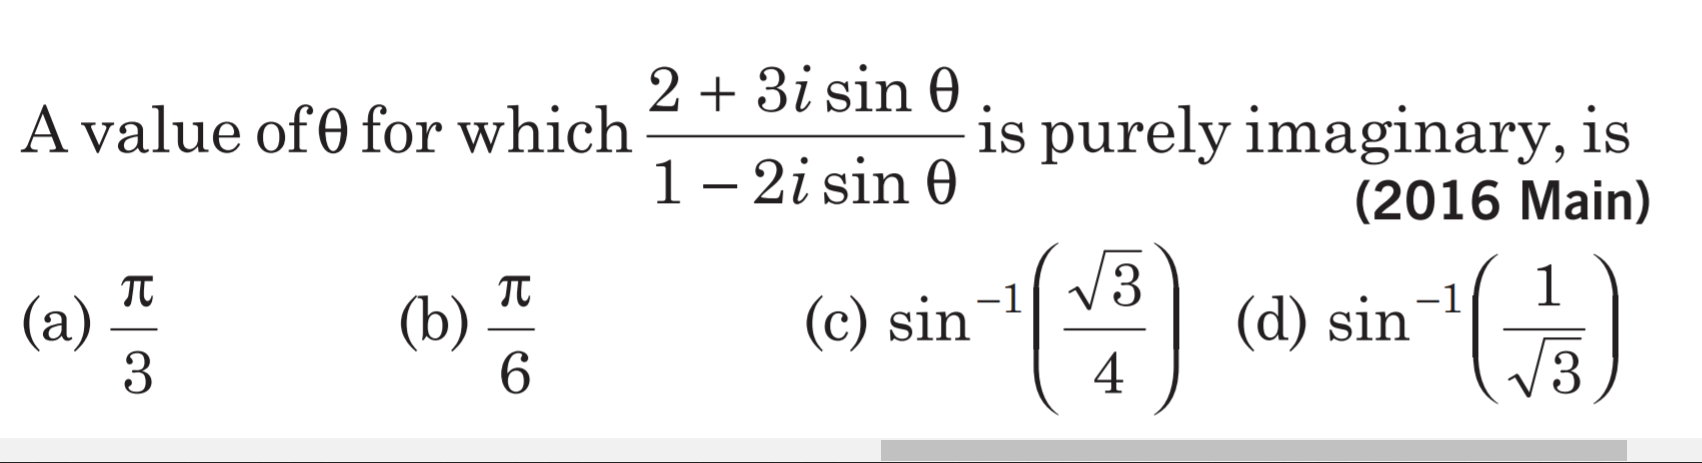 A value of θ for which (2 + 3i sin θ)/(1 − 2i sin θ) is purely imaginary, is
(2016 Main)
(a) π/3 (b) π/6 (c) sin⁻¹(√3/4) (d) sin⁻¹(1/√3)